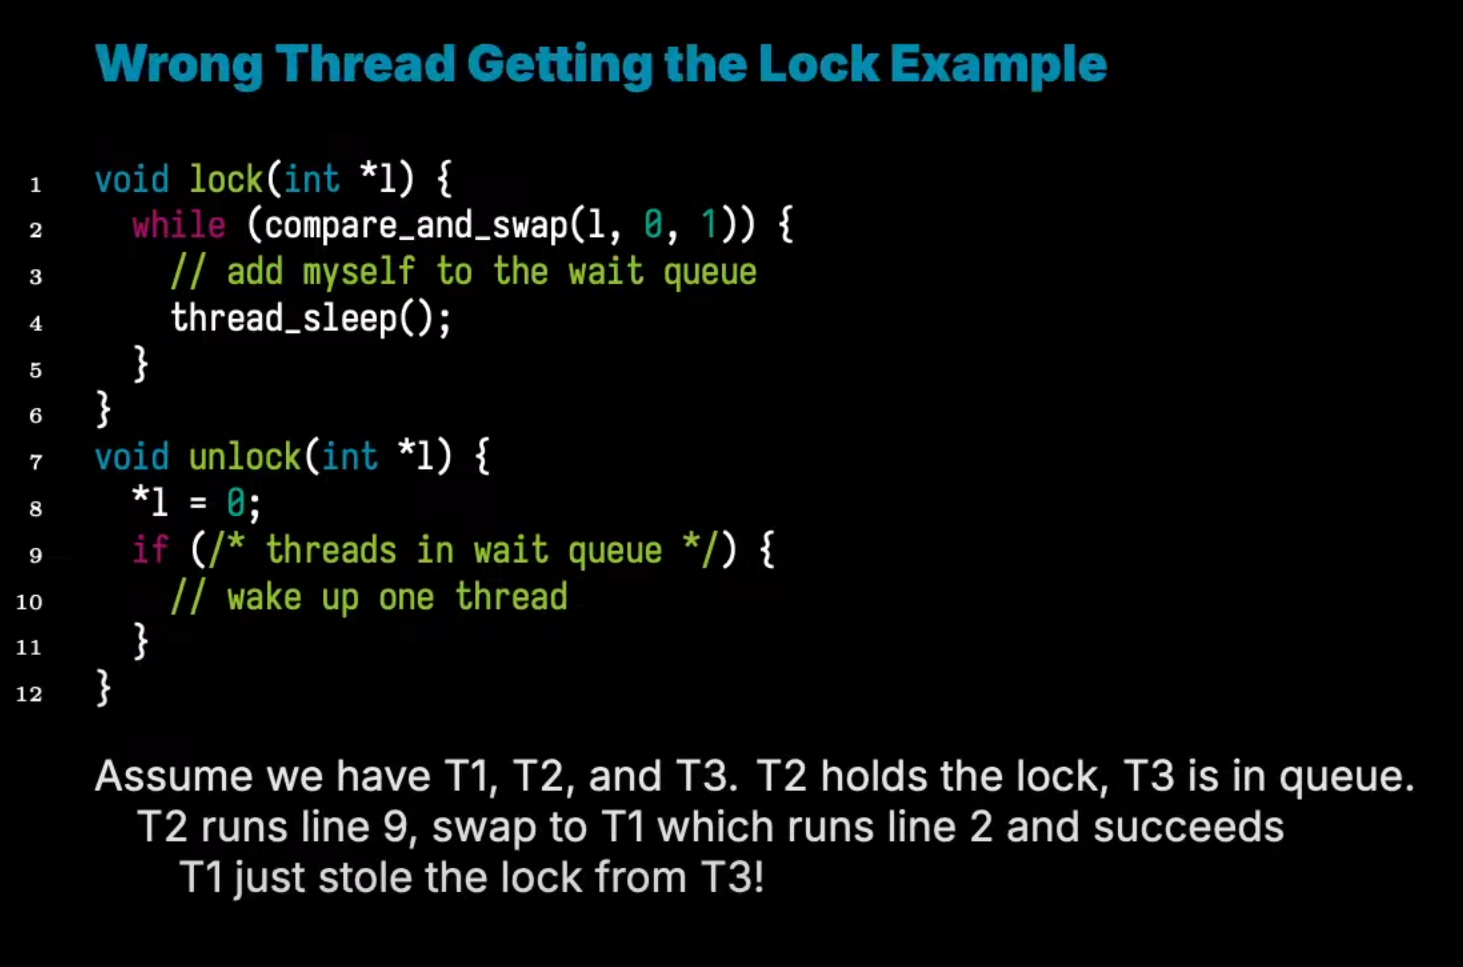 Wrong Thread Getting the Lock Example
1 void lock(int *l) {
2 while (compare_and_swap(l, 0, 1)) {
3 // add myself to the wait queue
4 thread_sleep();
5 }
6 }
7 void unlock(int *l) {
8 *l = 0;
9 if (/* threads in wait queue */) {
10 // wake up one thread
11 }
12 }
Assume we have T1, T2, and T3. T2 holds the lock, T3 is in queue.
T2 runs line 9, swap to T1 which runs line 2 and succeeds
T1 just stole the lock from T3!